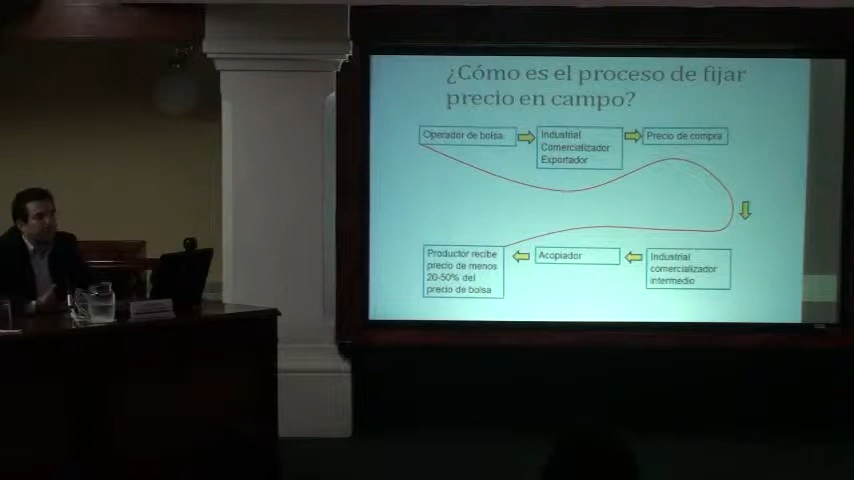 ¿Cómo es el proceso de fijar
precio en campo?
Operador de bolsa
Industrial
Comercializador
Exportador
Precio de compra
Productor recibe
precio de menos
20-50% del
precio de bolsa
Acopiador
Industrial
comercializador
intermedio